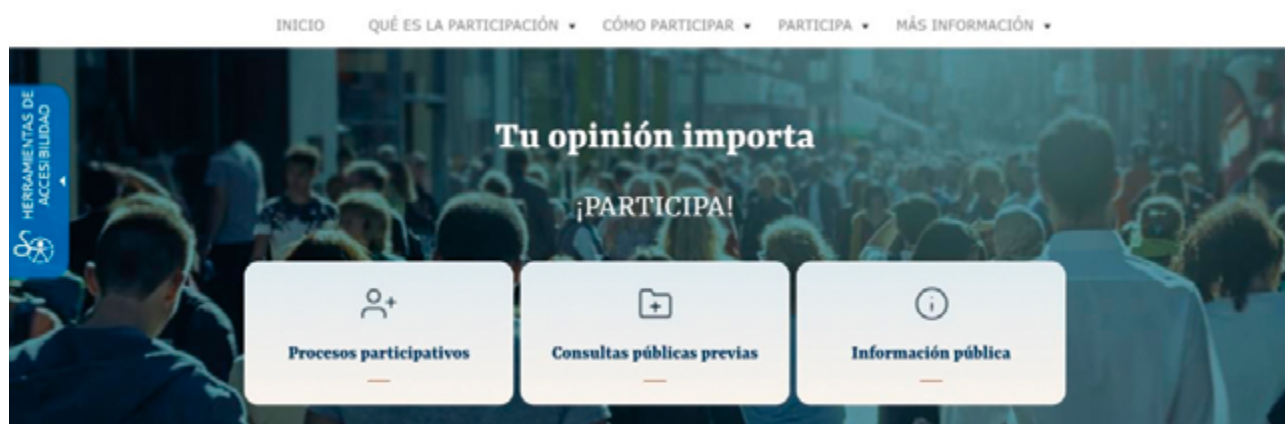 INICIO QUÉ ES LA PARTICIPACIÓN CÓMO PARTICIPAR PARTICIPA MÁS INFORMACIÓN
HERRAMIENTAS DE
ACCESIBILIDAD
Tu opinión importa
¡PARTICIPA!
Procesos participativos Consultas públicas previas Información pública